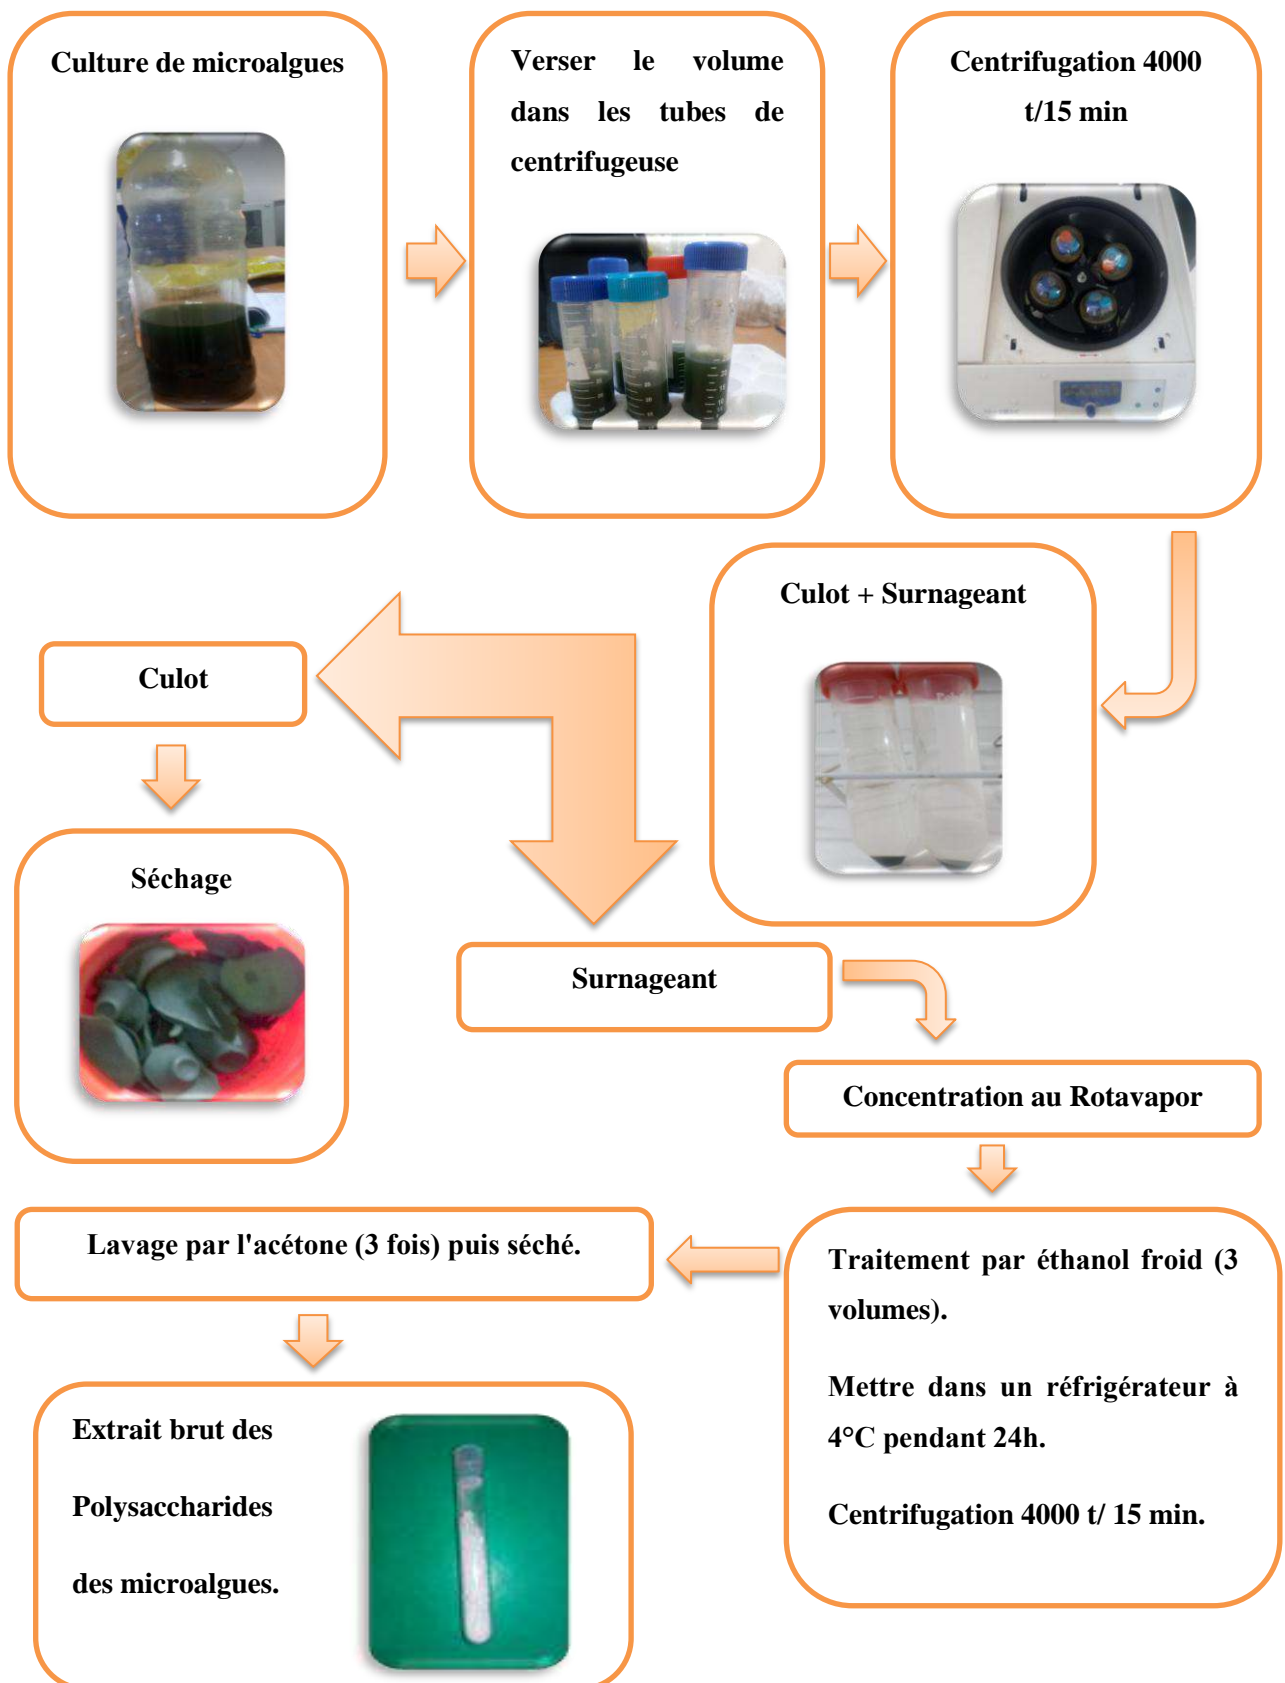 Culture de microalgues
Verser le volume
dans les tubes de
centrifugeuse
Centrifugation 4000
t/15 min
Culot + Surnageant
Culot
Séchage
Surnageant
Concentration au Rotavapor
Traitement par éthanol froid (3
volumes).
Mettre dans un réfrigérateur à
4°C pendant 24h.
Centrifugation 4000 t/ 15 min.
Lavage par l'acétone (3 fois) puis séché.
Extrait brut des
Polysaccharides
des microalgues.